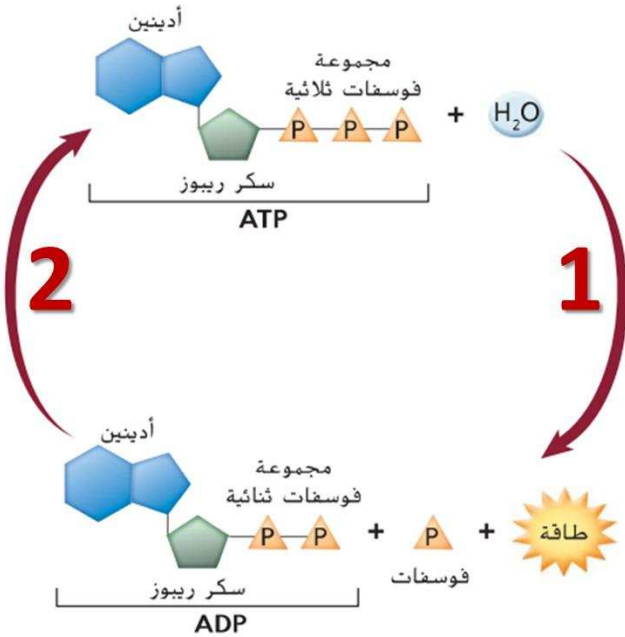 أدينين
مجموعة
فوسفات ثلاثية
P P P + H₂O
سكر ريبوز
ATP
2
1
أدينين
مجموعة
فوسفات ثنائية
P P + P + طاقة
فوسفات
سكر ريبوز
ADP